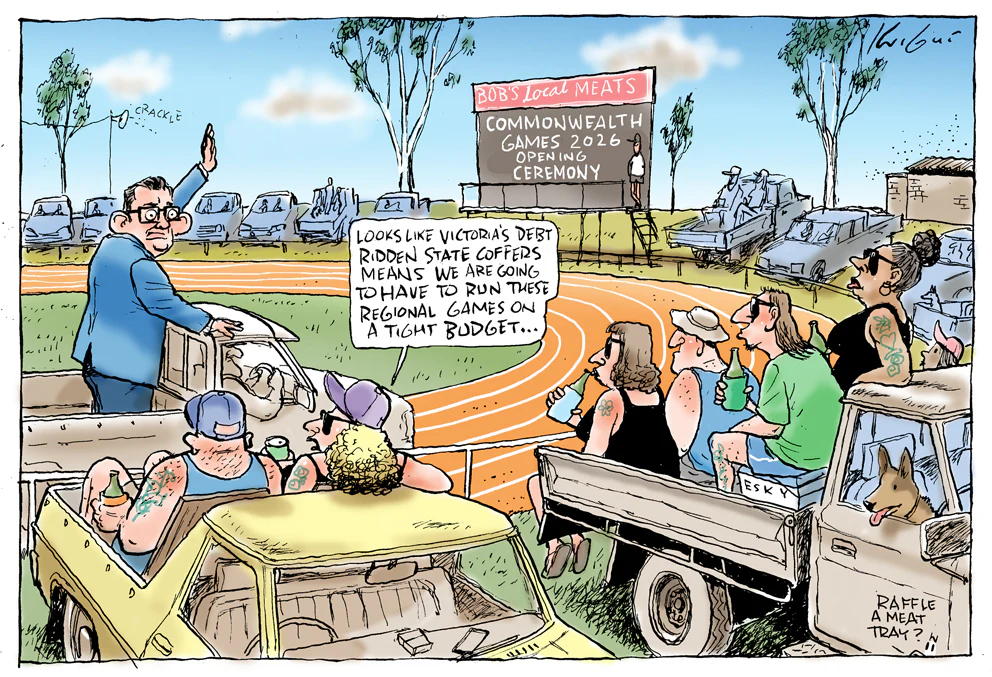 Knight
CRACKLE
BOB'S Local MEATS
COMMONWEALTH
GAMES 2026
OPENING
CEREMONY
LOOKS LIKE VICTORIA'S DEBT
RIDDEN STATE COFFERS
MEANS WE ARE GOING
TO HAVE TO RUN THESE
REGIONAL GAMES ON
A TIGHT BUDGET...
ESKY
RAFFLE
A MEAT
TRAY?